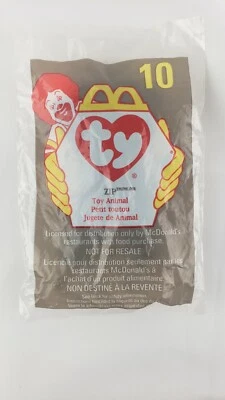 10
ty
®
ZIP
Toy Animal
Petit toutou
Jugete de Animal
Licensed for distribution only by McDonald's
restaurants with food purchase.
NOT FOR RESALE
Licencié pour distribution seulement par les
restaurants McDonald's à
l'achat d'un produit alimentaire
NON DESTINÉ À LA REVENTE